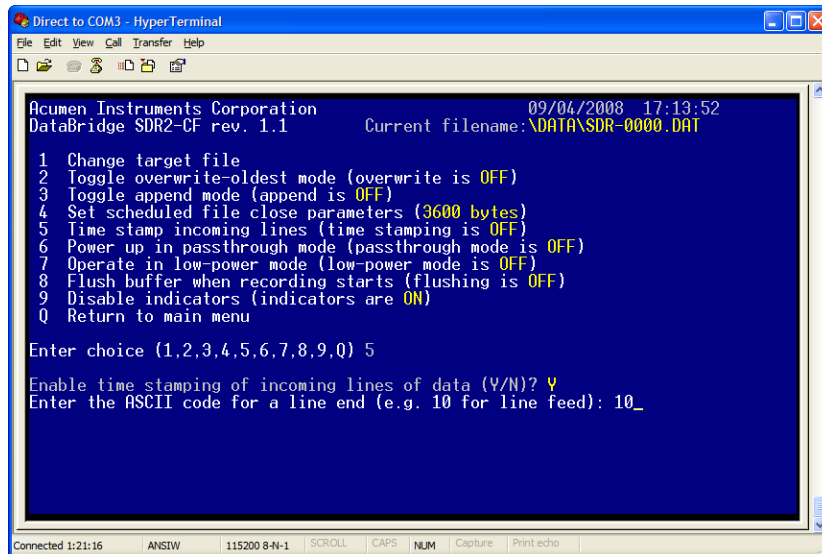 Direct to COM3 - HyperTerminal
File Edit View Call Transfer Help
Acumen Instruments Corporation 09/04/2008 17:13:52
DataBridge SDR2-CF rev. 1.1 Current filename:\DATA\SDR-0000.DAT
1 Change target file
2 Toggle overwrite-oldest mode (overwrite is OFF)
3 Toggle append mode (append is OFF)
4 Set scheduled file close parameters (3600 bytes)
5 Time stamp incoming lines (time stamping is OFF)
6 Power up in passthrough mode (passthrough mode is OFF)
7 Operate in low-power mode (low-power mode is OFF)
8 Flush buffer when recording starts (flushing is OFF)
9 Disable indicators (indicators are ON)
Q Return to main menu
Enter choice (1,2,3,4,5,6,7,8,9,Q) 5
Enable time stamping of incoming lines of data (Y/N)? Y
Enter the ASCII code for a line end (e.g. 10 for line feed): 10_
Connected 1:21:16 ANSIW 115200 8-N-1 SCROLL CAPS NUM Capture Print echo